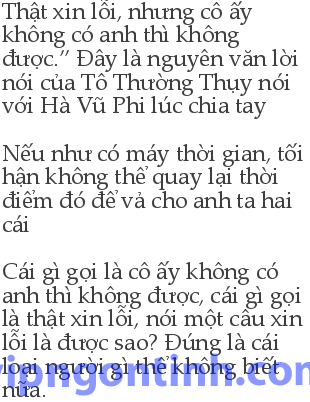 Thật xin lỗi, nhưng cô ấy
không có anh thì không
được.” Đây là nguyên văn lời
nói của Tô Thường Thụy nói
với Hà Vũ Phi lúc chia tay
Nếu như có máy thời gian, tối
hận không thể quay lại thời
điểm đó để vả cho anh ta hai
cái
Cái gì gọi là cô ấy không có
anh thì không được, cái gì gọi
là thật xin lỗi, nói một câu xin
lỗi là được sao? Đúng là cái
loại người gì thể không biết
nữa.
vipngontinh.com